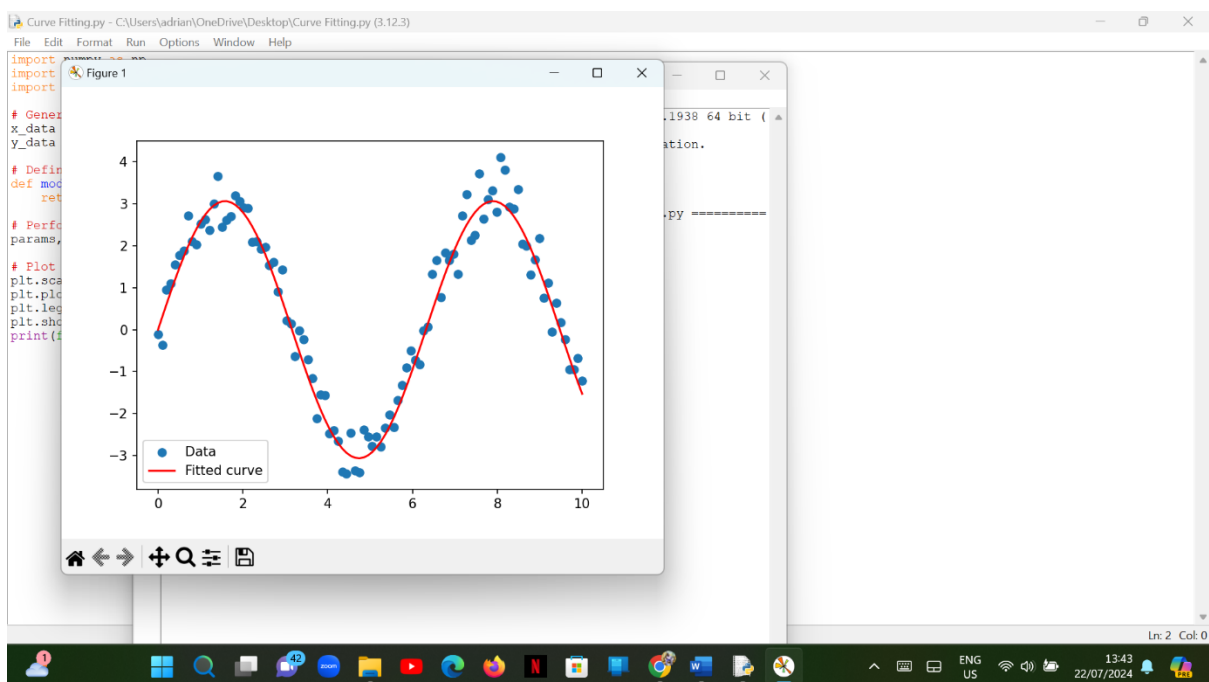 Curve Fitting.py - C:\Users\adrian\OneDrive\Desktop\Curve Fitting.py (3.12.3)
File Edit Format Run Options Window Help
import
import
import
# Gener
x_data
y_data
# Defin
def mod
ret
# Perfo
params,
# Plot
plt.sca
plt.plo
plt.leg
plt.sho
print(f
Figure 1
4
3
2
1
0
−1
−2
−3
Data
Fitted curve
0 2 4 6 8 10
.1938 64 bit (
ation.
.py ==========
Ln: 2 Col: 0
1
42
zoom
N
W
PRE
ENG
US
13:43
22/07/2024